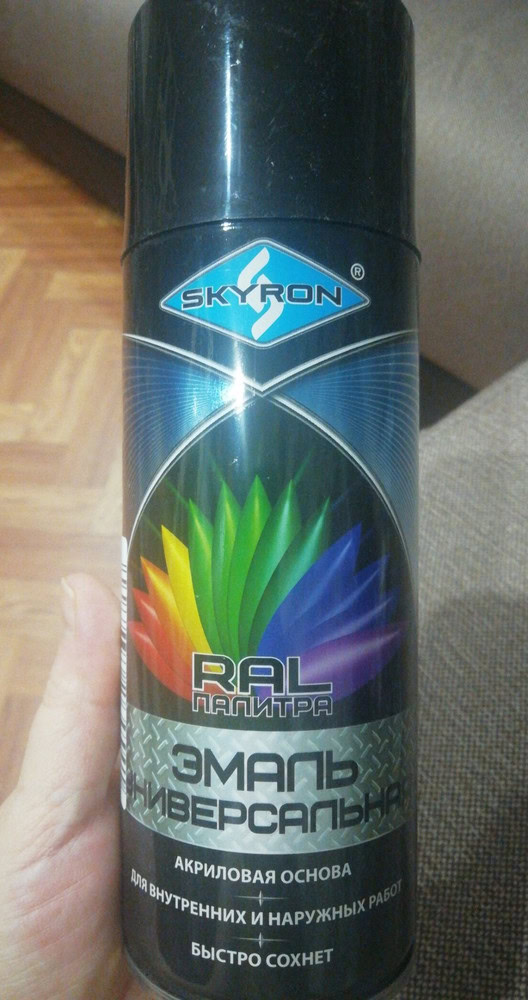 SKYRON®
RAL
ПАЛИТРА
ЭМАЛЬ
УНИВЕРСАЛЬНАЯ
АКРИЛОВАЯ ОСНОВА
ДЛЯ ВНУТРЕННИХ И НАРУЖНЫХ РАБОТ
БЫСТРО СОХНЕТ